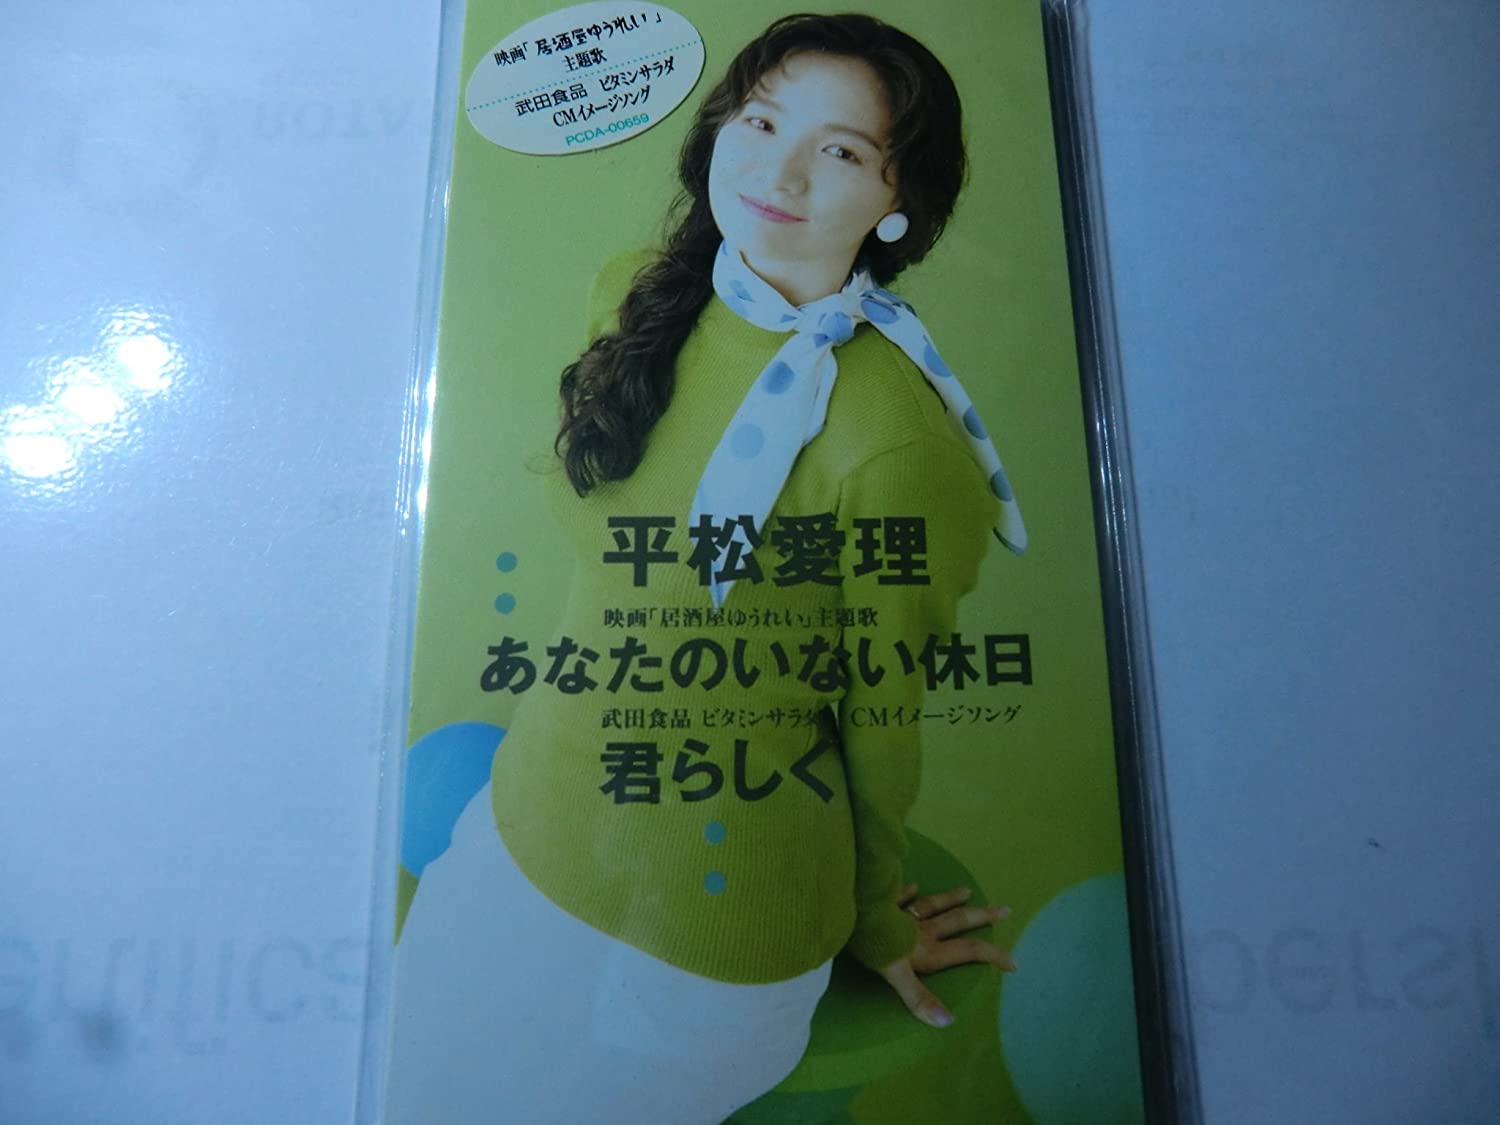 映画「居酒屋ゆうれい」
主題歌
武田食品 ビタミンサラダ
CMイメージソング
PCDA-00659
平松愛理
映画「居酒屋ゆうれい」主題歌
あなたのいない休日
武田食品 ビタミンサラダ CMイメージソング
君らしく